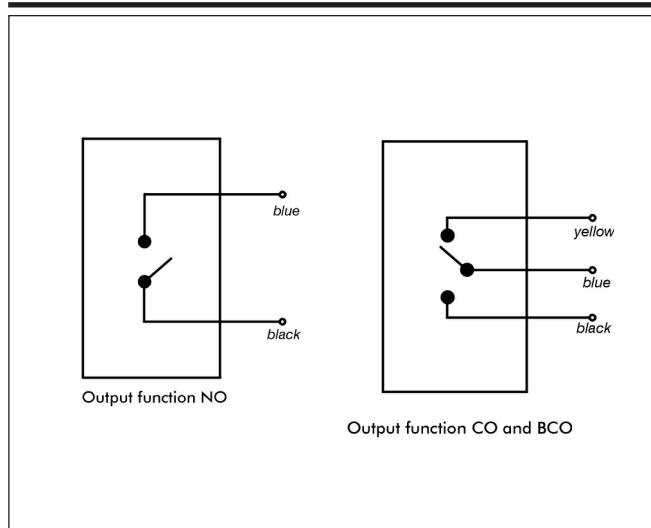 blue
black
Output function NO
yellow
blue
black
Output function CO and BCO